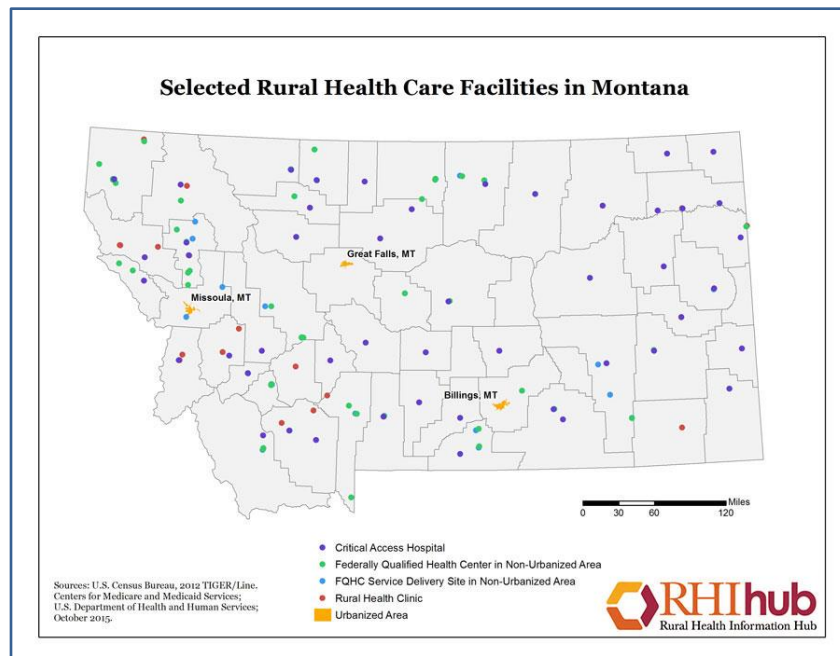 Selected Rural Health Care Facilities in Montana
Great Falls, MT
Missoula, MT
Billings, MT
Miles
0 30 60 120
Critical Access Hospital
Federally Qualified Health Center in Non-Urbanized Area
FQHC Service Delivery Site in Non-Urbanized Area
Rural Health Clinic
Urbanized Area
Sources: U.S. Census Bureau, 2012 TIGER/Line.
Centers for Medicare and Medicaid Services;
U.S. Department of Health and Human Services;
October 2015.
RHIhub
Rural Health Information Hub